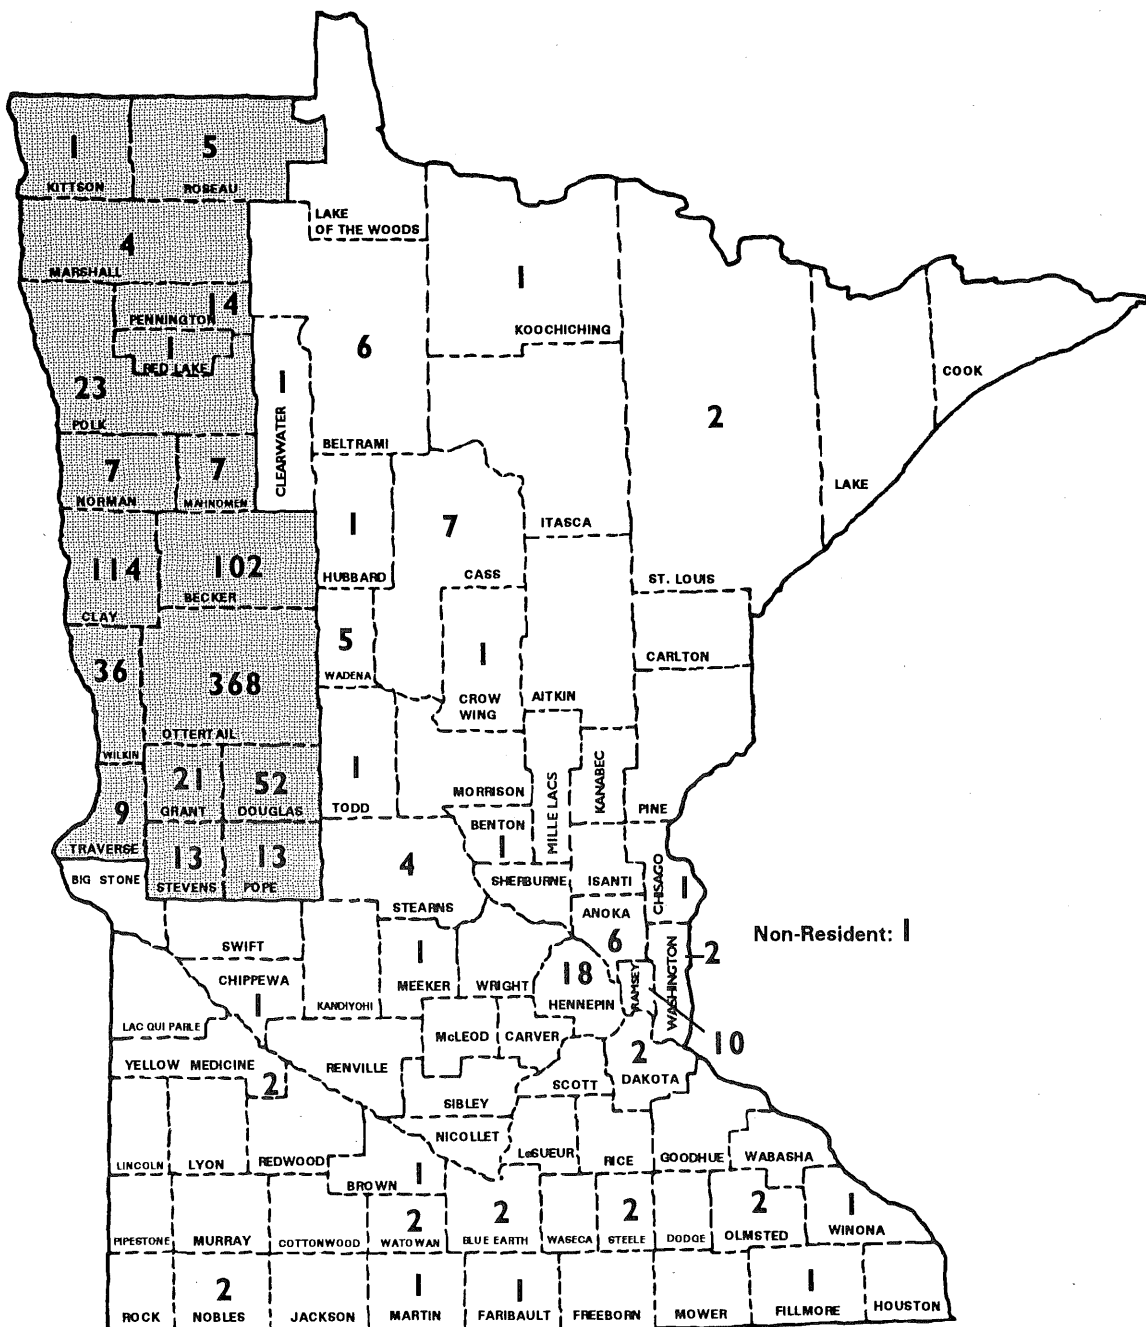 1
5
KITTSON
ROSEAU
LAKE
OF THE WOODS
4
MARSHALL
1
KOOCHICHING
14
PENNINGTON
1
RED LAKE
6
BELTRAMI
23
POLK
1
CLEARWATER
2
ST. LOUIS
COOK
LAKE
7
NORMAN
7
MAHNOMEN
1
HUBBARD
7
CASS
ITASCA
114
CLAY
102
BECKER
36
WILKIN
368
OTTERTAIL
5
WADENA
1
CROW
WING
AITKIN
CARLTON
21
GRANT
52
DOUGLAS
1
TODD
MORRISON
MILLE LACS
KANABEC
PINE
9
TRAVERSE
BENTON
1
13
STEVENS
13
POPE
4
STEARNS
SHERBURNE
ISANTI
CHISAGO
1
BIG STONE
ANOKA
6
Non-Resident: 1
SWIFT
1
MEEKER
WRIGHT
18
HENNEPIN
RAMSEY
WASHINGTON
2
CHIPPEWA
1
KANDIYOHI
LAC QUI PARLE
McLEOD
CARVER
10
YELLOW MEDICINE
2
RENVILLE
2
DAKOTA
SCOTT
SIBLEY
NICOLLET
LINCOLN
LYON
REDWOOD
LeSUEUR
RICE
GOODHUE
WABASHA
BROWN
1
PIPESTONE
MURRAY
COTTONWOOD
2
WATOWAN
2
BLUE EARTH
WASECA
2
STEELE
DODGE
2
OLMSTED
1
WINONA
ROCK
2
NOBLES
JACKSON
1
MARTIN
1
FARIBAULT
FREEBORN
MOWER
1
FILLMORE
HOUSTON